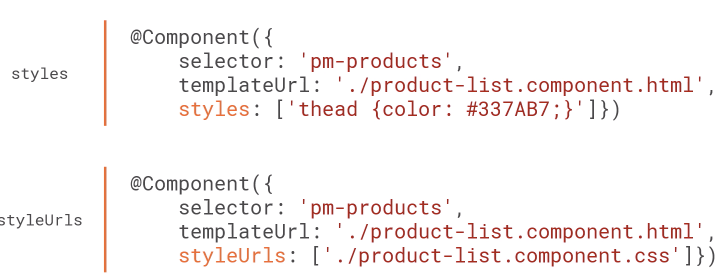 styles
@Component({
    selector: 'pm-products',
    templateUrl: './product-list.component.html',
    styles: ['thead {color: #337AB7;}']})
styleUrls
@Component({
    selector: 'pm-products',
    templateUrl: './product-list.component.html',
    styleUrls: ['./product-list.component.css']})